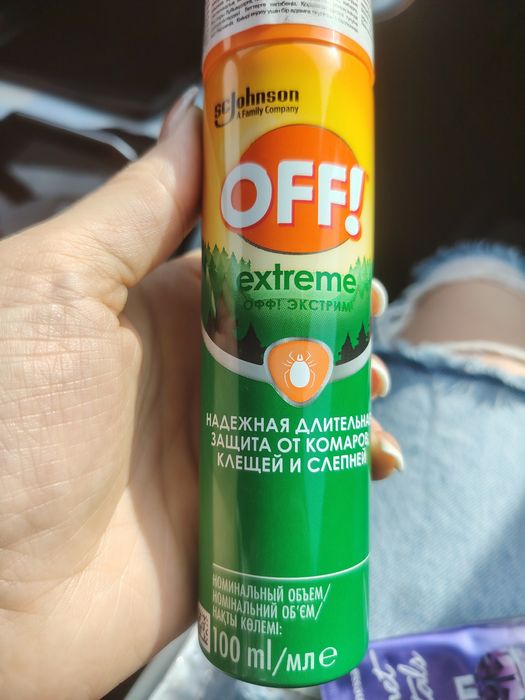 SC Johnson
A Family Company
OFF!
extreme
ОФФ! ЭКСТРИМ
НАДЕЖНАЯ ДЛИТЕЛЬНАЯ
ЗАЩИТА ОТ КОМАРОВ,
КЛЕЩЕЙ И СЛЕПНЕЙ
НОМИНАЛЬНЫЙ ОБЪЕМ/
НОМІНАЛЬНИЙ ОБ'ЄМ/
НАҚТЫ КӨЛЕМІ:
100 ml/мл e